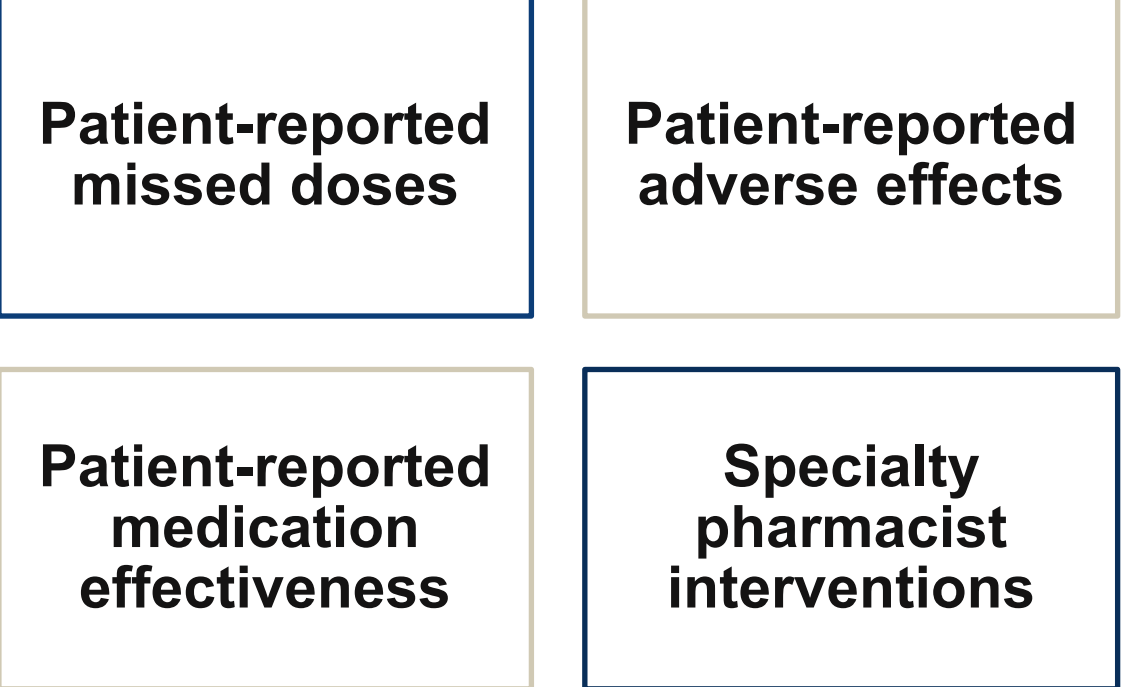 Patient-reported
missed doses
Patient-reported
adverse effects
Patient-reported
medication
effectiveness
Specialty
pharmacist
interventions